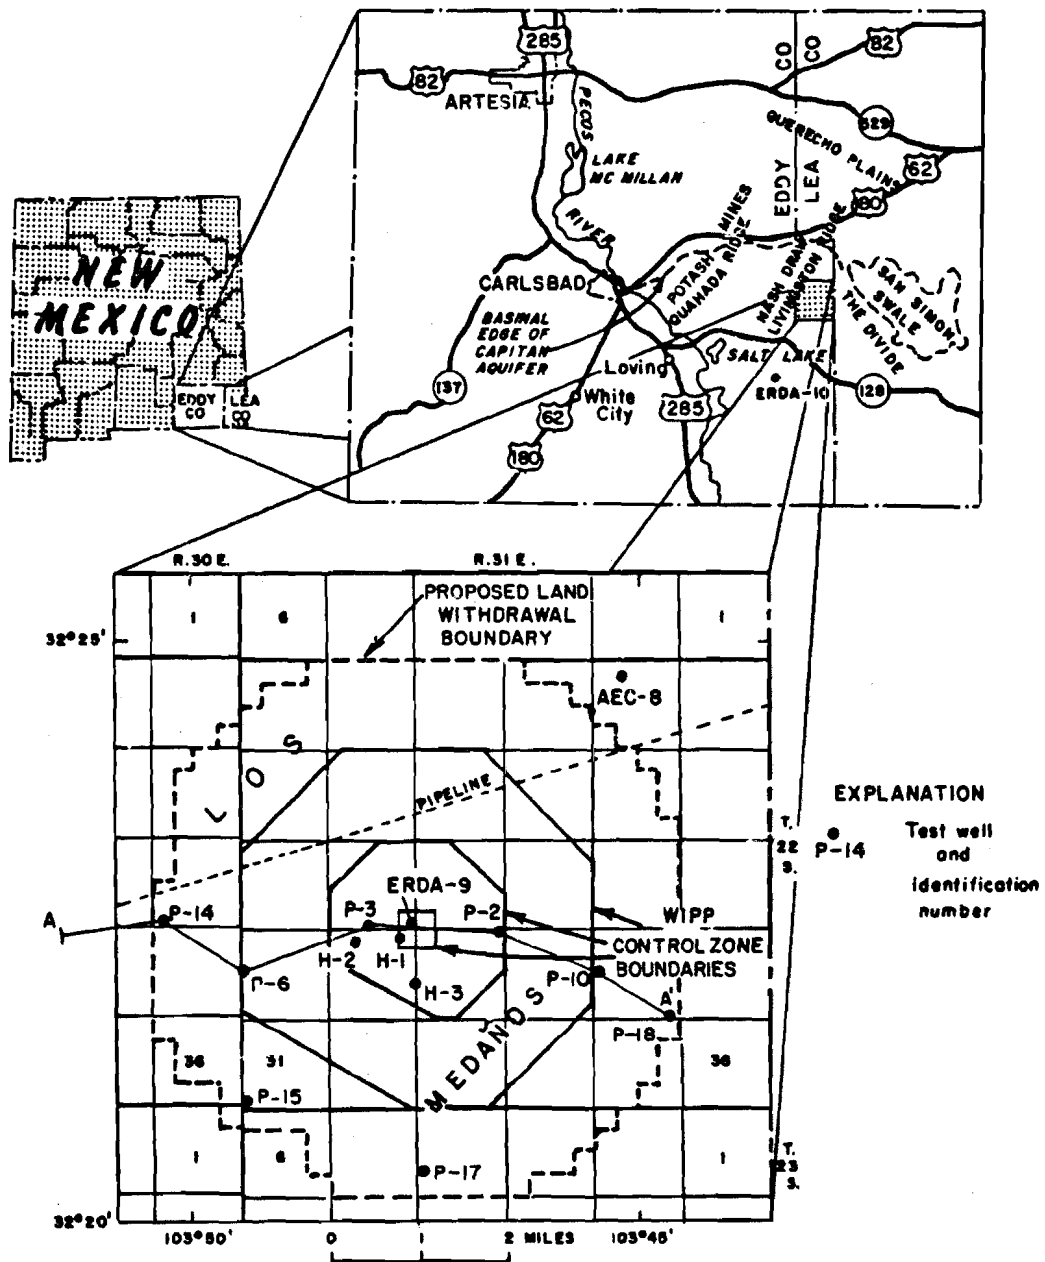 NEW
MEXICO
EDDY
CO
LEA
CO
285
82
ARTESIA
PECOS
RIVER
LAKE
MC MILLAN
EDDY CO
LEA CO
82
529
QUERECHO PLAINS
62
180
MINES
POTASH
QUAHADA RIDGE
NASH DRAW
LIVINGSTON RIDGE
SAN SIMON
SWALE
THE DIVIDE
CARLSBAD
BASINAL
EDGE OF
CAPITAN
AQUIFER
Loving
SALT LAKE
ERDA-10
137
White
City
62
285
128
180
R. 30 E.
R. 31 E.
PROPOSED LAND
WITHDRAWAL
BOUNDARY
1
6
1
32°25'
AEC-8
LOS
PIPELINE
EXPLANATION
P-14
Test well
and
identification
number
T.
22
S.
ERDA-9
A
P-14
P-3
P-2
WIPP
CONTROL ZONE
BOUNDARIES
H-2
H-1
P-6
H-3
P-10
A'
P-18
MEDANOS
36
31
36
P-15
1
6
1
T.
23
S.
P-17
32°20'
103°50'
0
1
2 MILES
103°45'